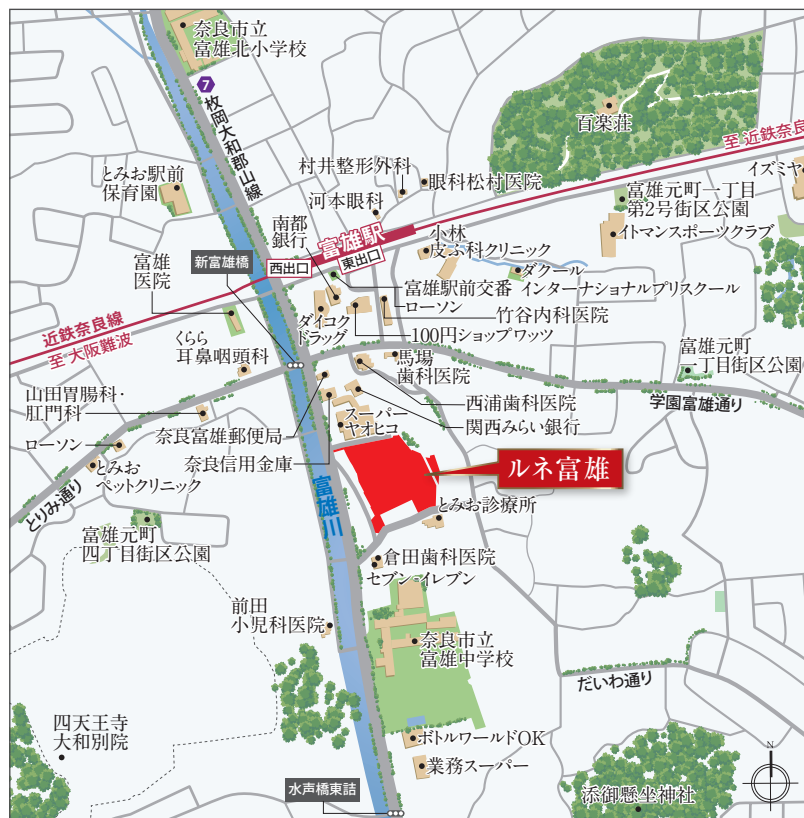 奈良市立
富雄北小学校
7
枚岡大和郡山線
百楽荘
至 近鉄奈良
イズミヤ
村井整形外科
眼科松村医院
とみお駅前
保育園
河本眼科
富雄元町一丁目
第2号街区公園
南都
銀行
富雄駅
小林
皮ふ科クリニック
イトマンスポーツクラブ
新富雄橋
西出口
東出口
富雄
医院
ダクール
インターナショナルプリスクール
富雄駅前交番
ローソン
竹谷内科医院
近鉄奈良線
至 大阪難波
ダイコク
ドラッグ
100円ショップワッツ
くらら
耳鼻咽頭科
馬場
歯科医院
富雄元町
一丁目街区公園
山田胃腸科・
肛門科
西浦歯科医院
学園富雄通り
スーパー
ヤオヒコ
関西みらい銀行
ローソン
奈良富雄郵便局
奈良信用金庫
とみお
ペットクリニック
ルネ富雄
とりみ通り
富雄川
とみお診療所
富雄元町
四丁目街区公園
倉田歯科医院
セブン-イレブン
前田
小児科医院
奈良市立
富雄中学校
だいわ通り
四天王寺
大和別院
ボトルワールドOK
業務スーパー
水声橋東詰
添御懸坐神社
N